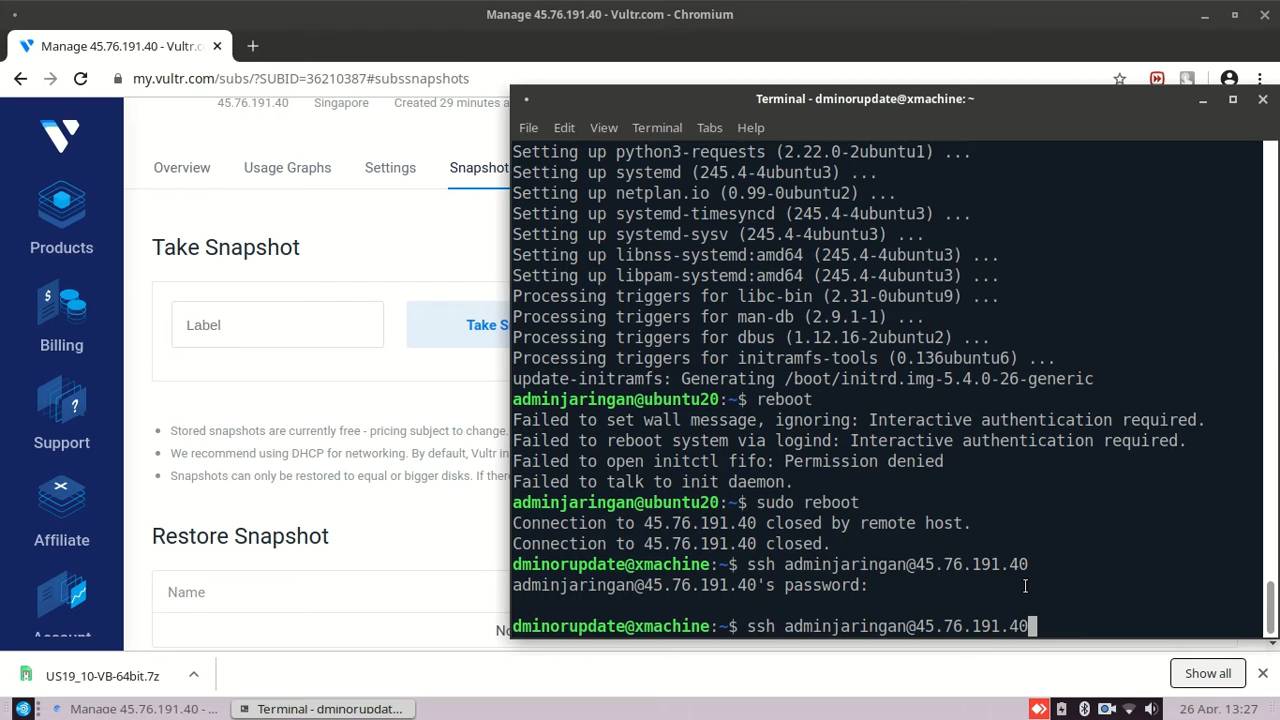 Manage 45.76.191.40 - Vultr.com - Chromium
Manage 45.76.191.40 - Vultr.c
my.vultr.com/subs/?SUBID=36210387#subssnapshots
45.76.191.40 Singapore Created 29 minutes a
Overview Usage Graphs Settings Snapshot
Products
Billing
Support
Affiliate
Account
Take Snapshot
Label
Take S
Stored snapshots are currently free - pricing subject to change.
We recommend using DHCP for networking. By default, Vultr in
Snapshots can only be restored to equal or bigger disks. If ther
Restore Snapshot
Name
No
Terminal - dminorupdate@xmachine: ~
File Edit View Terminal Tabs Help
Setting up python3-requests (2.22.0-2ubuntu1) ...
Setting up systemd (245.4-4ubuntu3) ...
Setting up netplan.io (0.99-0ubuntu2) ...
Setting up systemd-timesyncd (245.4-4ubuntu3) ...
Setting up systemd-sysv (245.4-4ubuntu3) ...
Setting up libnss-systemd:amd64 (245.4-4ubuntu3) ...
Setting up libpam-systemd:amd64 (245.4-4ubuntu3) ...
Processing triggers for libc-bin (2.31-0ubuntu9) ...
Processing triggers for man-db (2.9.1-1) ...
Processing triggers for dbus (1.12.16-2ubuntu2) ...
Processing triggers for initramfs-tools (0.136ubuntu6) ...
update-initramfs: Generating /boot/initrd.img-5.4.0-26-generic
adminjaringan@ubuntu20:~$ reboot
Failed to set wall message, ignoring: Interactive authentication required.
Failed to reboot system via logind: Interactive authentication required.
Failed to open initctl fifo: Permission denied
Failed to talk to init daemon.
adminjaringan@ubuntu20:~$ sudo reboot
Connection to 45.76.191.40 closed by remote host.
Connection to 45.76.191.40 closed.
dminorupdate@xmachine:~$ ssh adminjaringan@45.76.191.40
adminjaringan@45.76.191.40's password:
dminorupdate@xmachine:~$ ssh adminjaringan@45.76.191.40
US19_10-VB-64bit.7z
Show all
Manage 45.76.191.40 - ...
Terminal - dminorupdat...
26 Apr, 13:27